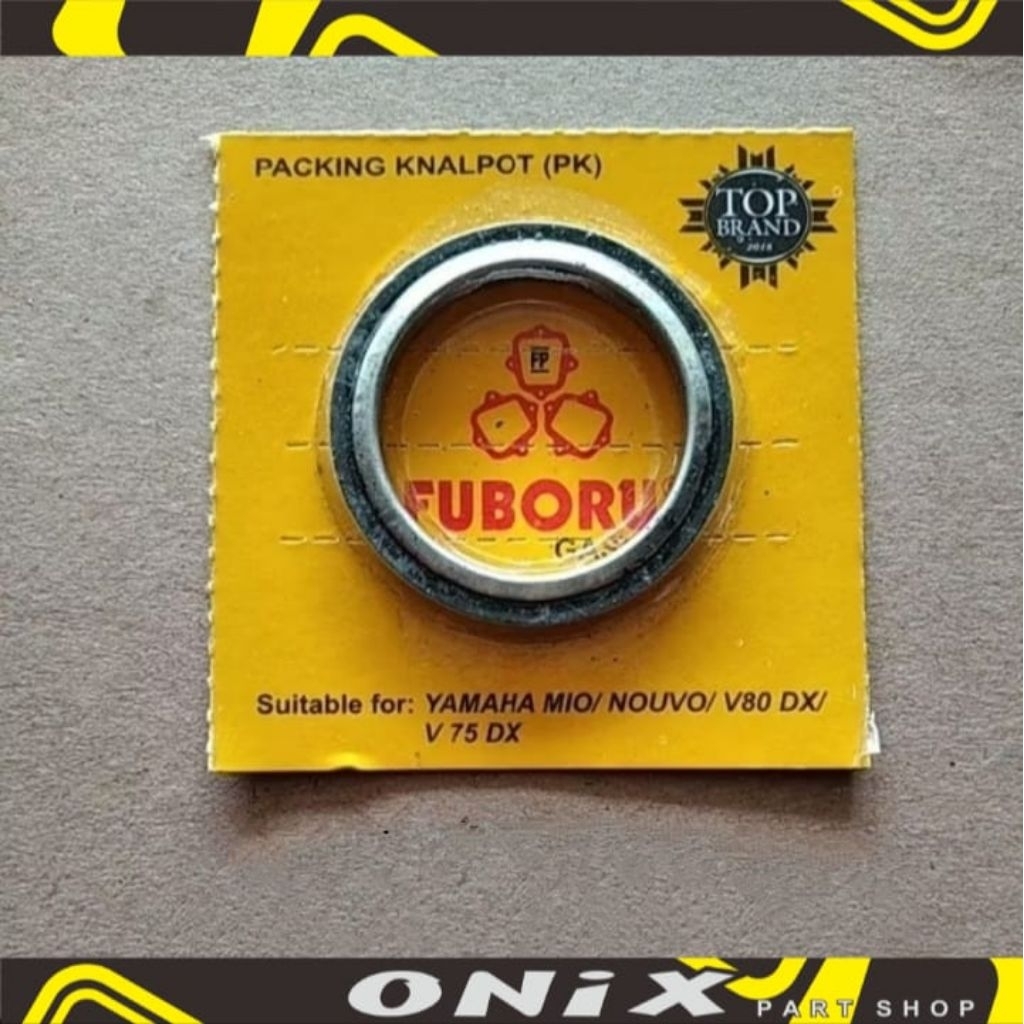 PACKING KNALPOT (PK)
TOP
BRAND
2018
FP
FUBORU
Suitable for: YAMAHA MIO/ NOUVO/ V80 DX/
V 75 DX
ONiX
PART SHOP